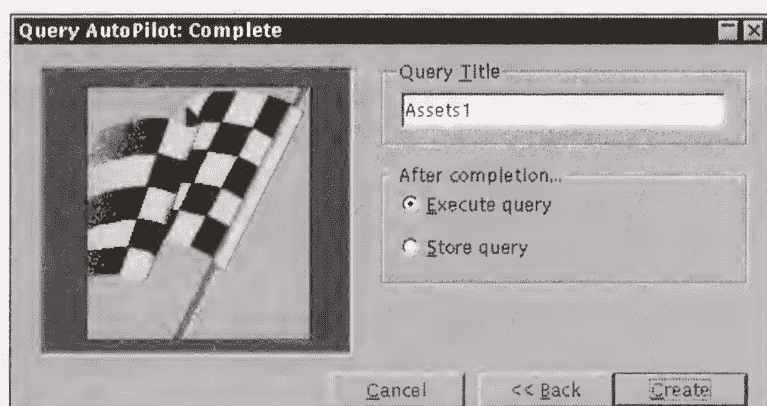 Query AutoPilot: Complete
Query Title
Assets1
After completion...
Execute query
Store query
Cancel
<< Back
Create